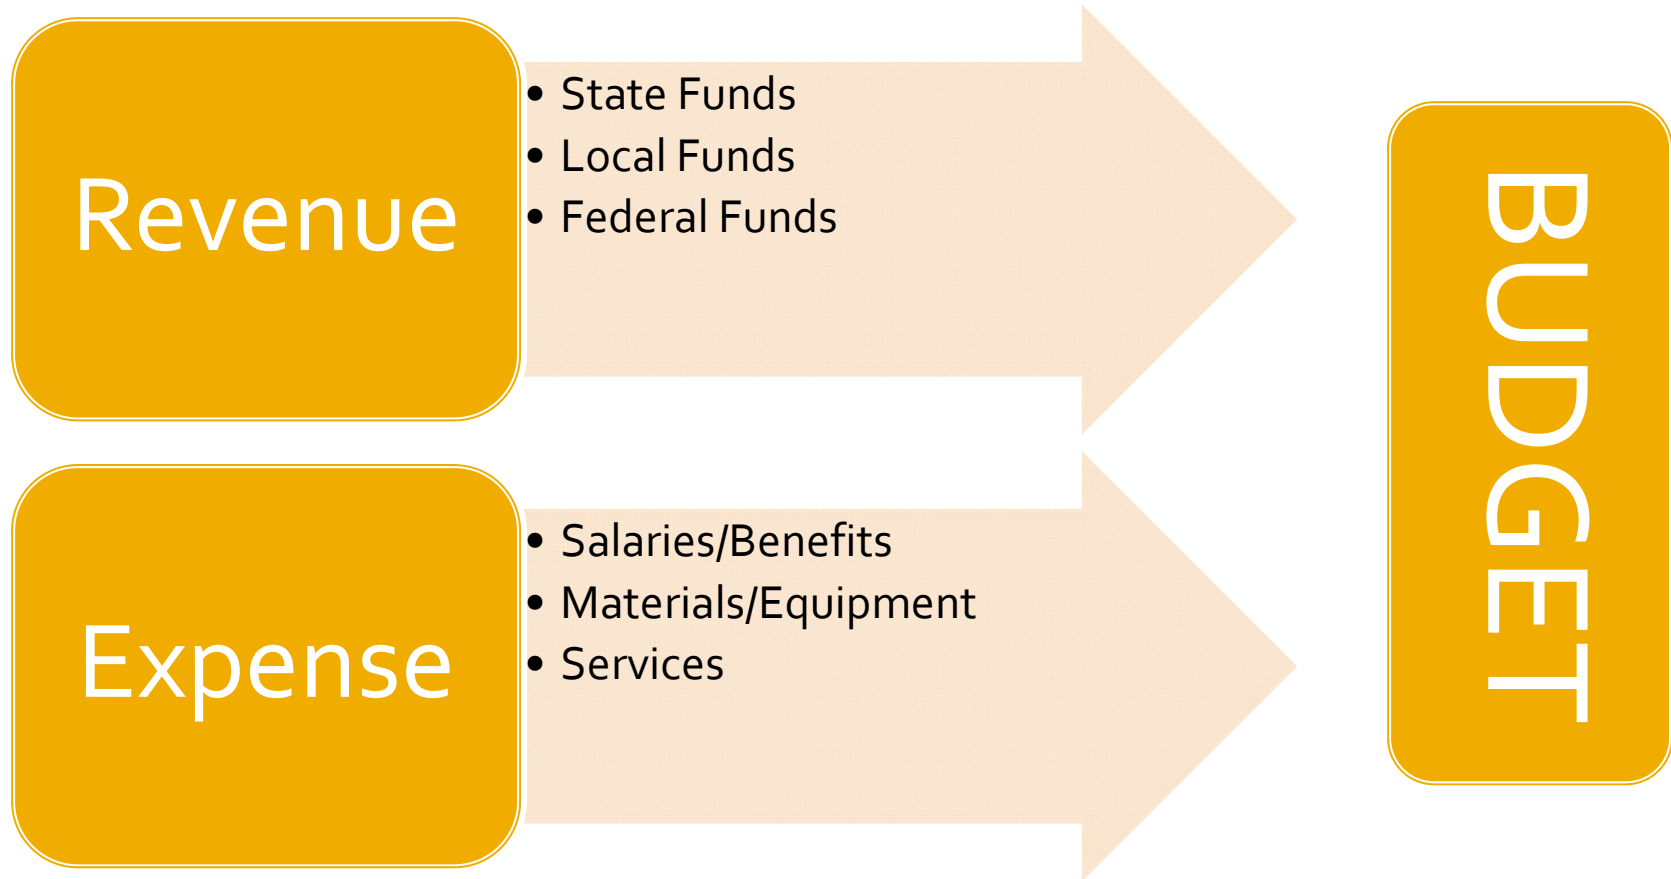 Revenue
• State Funds
• Local Funds
• Federal Funds
Expense
• Salaries/Benefits
• Materials/Equipment
• Services
BUDGET